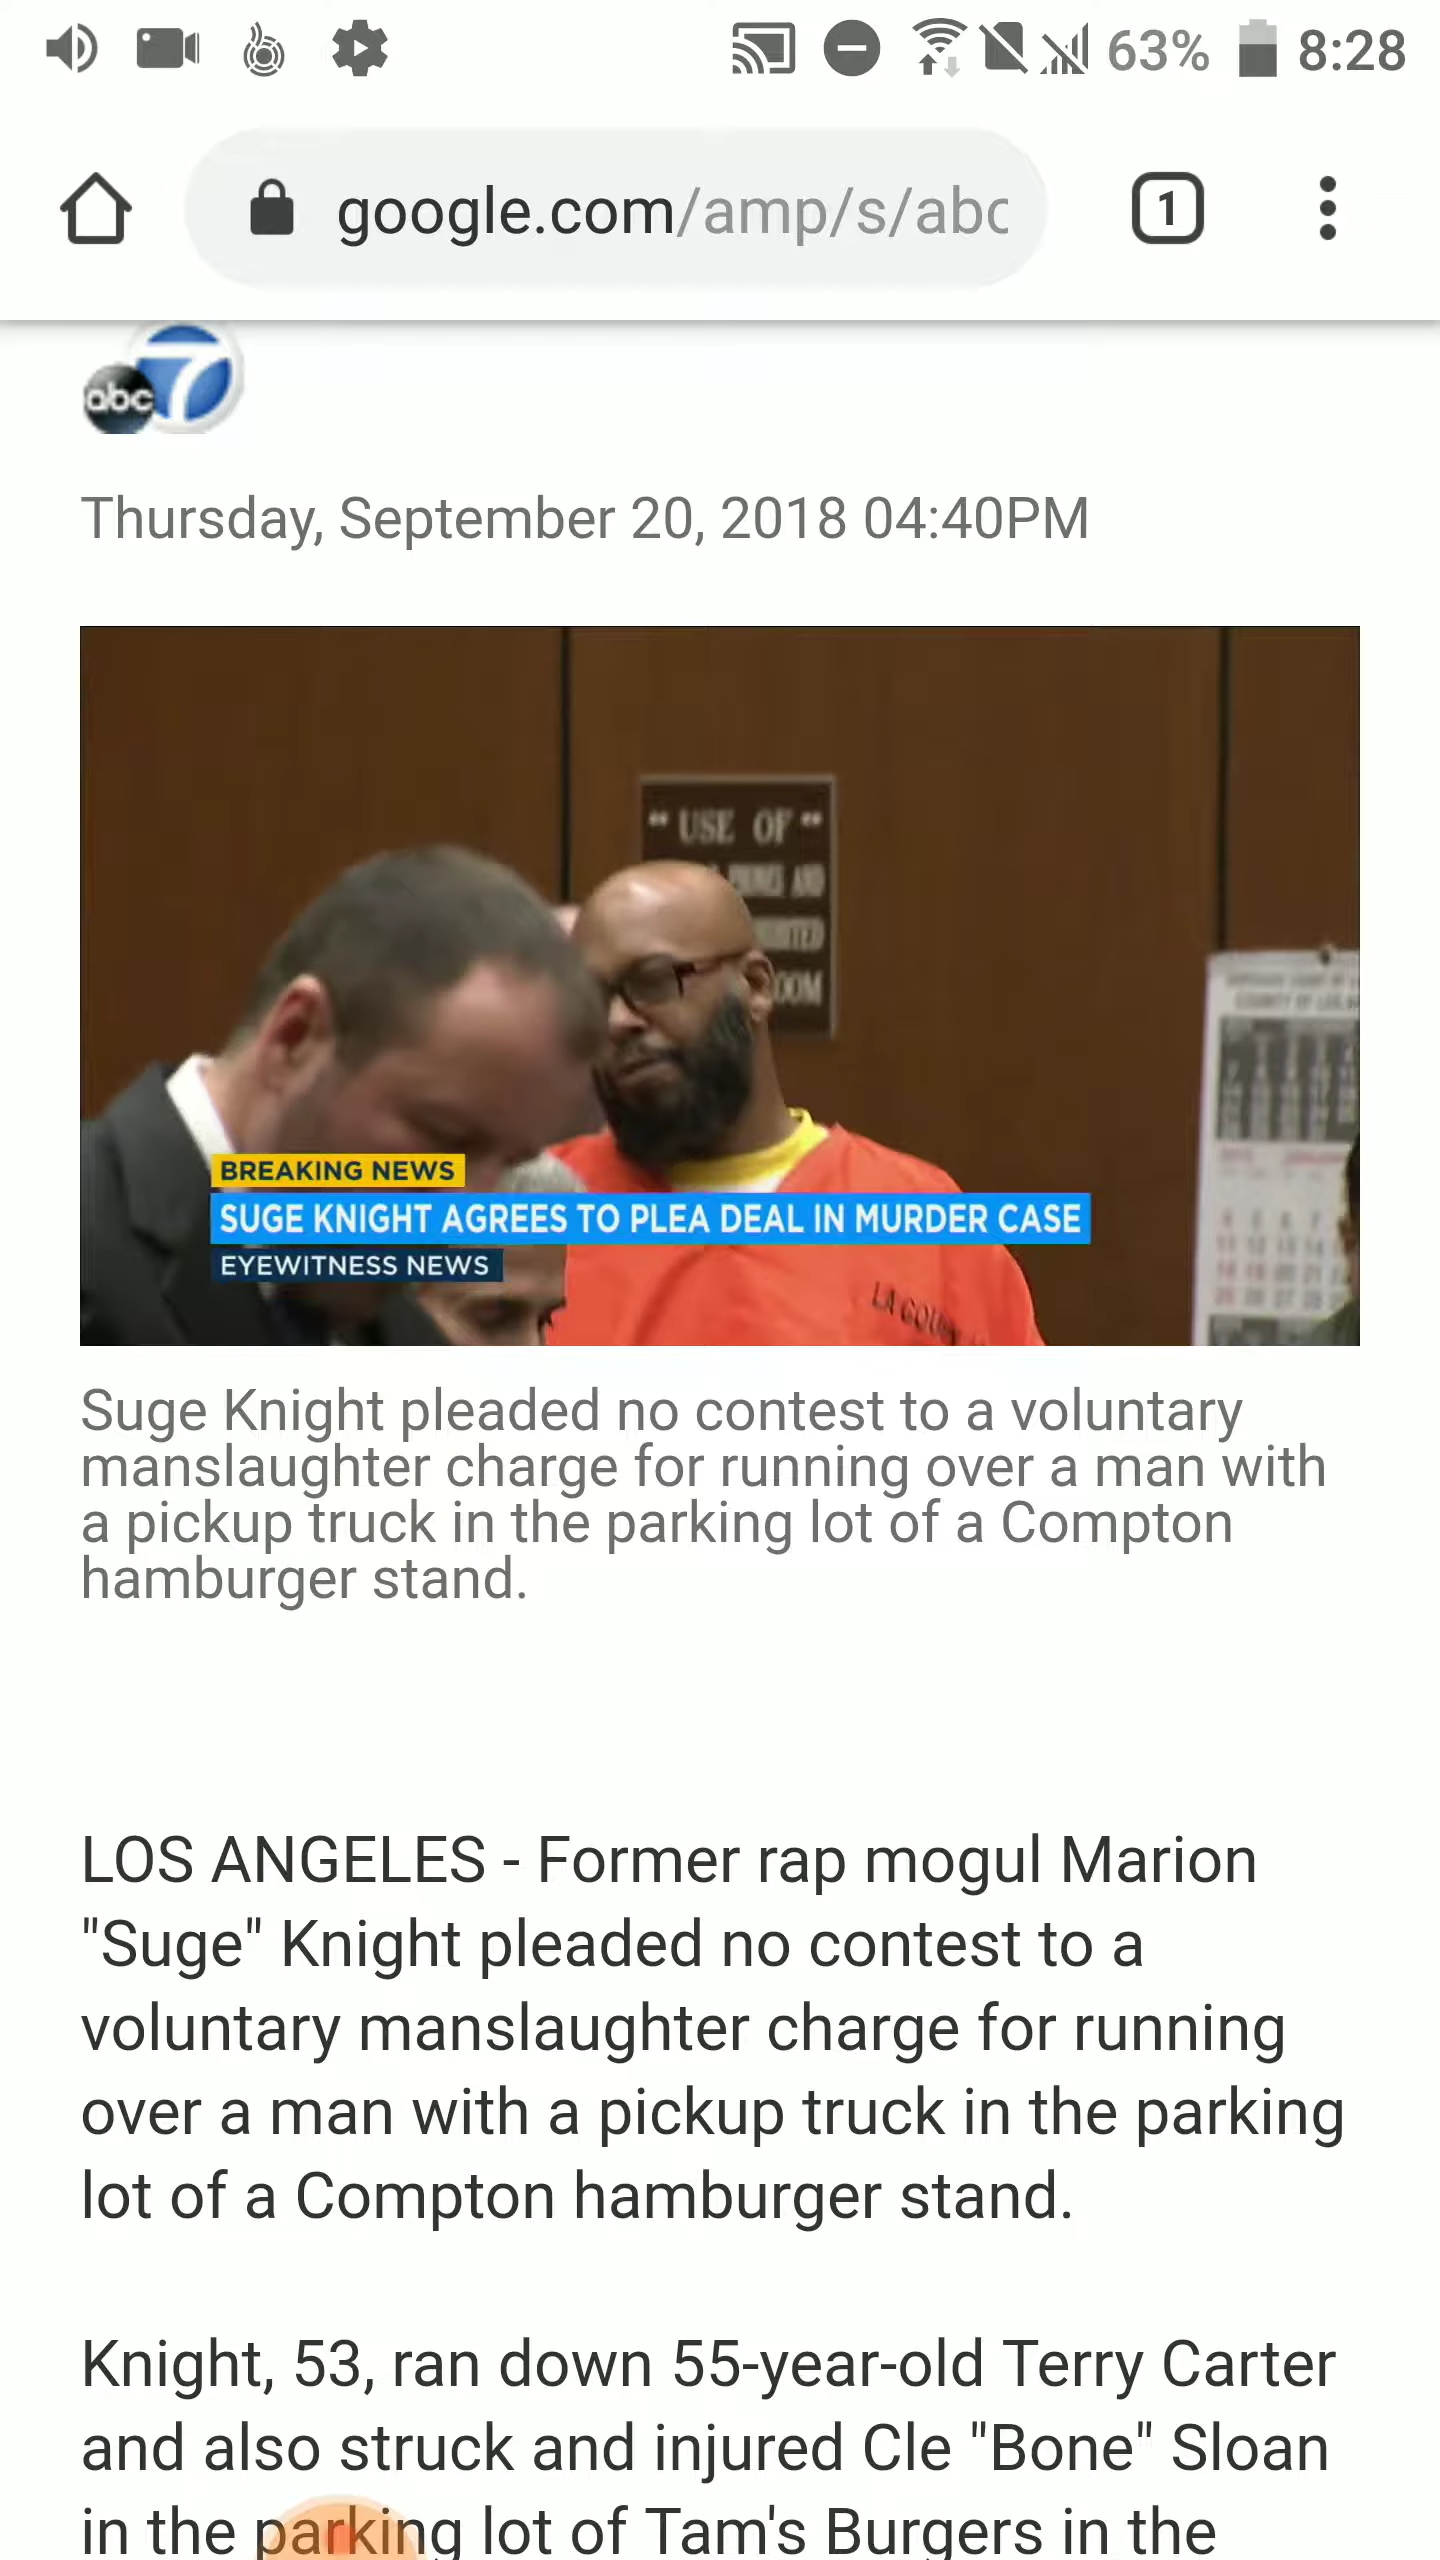 63% 8:28
google.com/amp/s/abc
1
abc 7
Thursday, September 20, 2018 04:40PM
" USE OF "
AND
OOM
BREAKING NEWS
SUGE KNIGHT AGREES TO PLEA DEAL IN MURDER CASE
EYEWITNESS NEWS
LA COU
Suge Knight pleaded no contest to a voluntary
manslaughter charge for running over a man with
a pickup truck in the parking lot of a Compton
hamburger stand.
LOS ANGELES - Former rap mogul Marion
"Suge" Knight pleaded no contest to a
voluntary manslaughter charge for running
over a man with a pickup truck in the parking
lot of a Compton hamburger stand.
Knight, 53, ran down 55-year-old Terry Carter
and also struck and injured Cle "Bone" Sloan
in the parking lot of Tam's Burgers in the